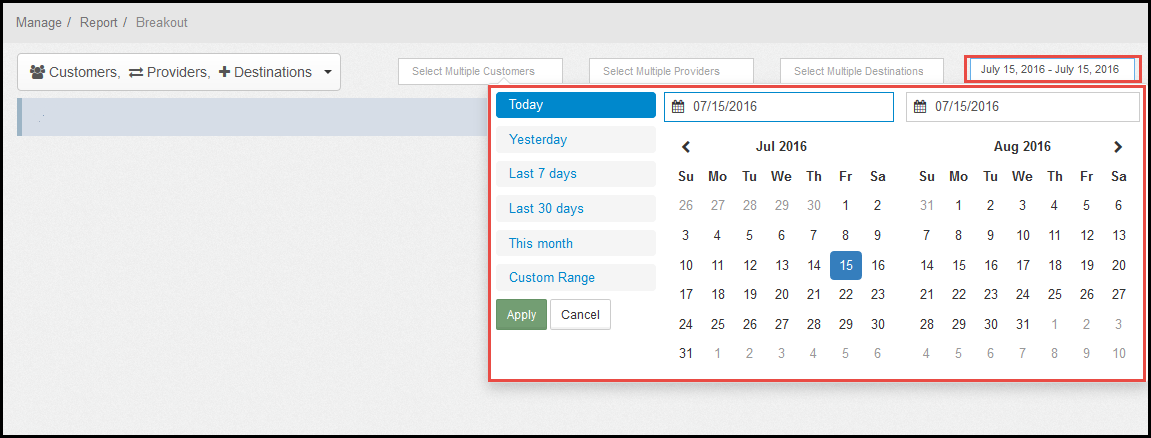 Manage / Report / Breakout
Customers, Providers, Destinations
Select Multiple Customers
Select Multiple Providers
Select Multiple Destinations
July 15, 2016 - July 15, 2016
Today
Yesterday
Last 7 days
Last 30 days
This month
Custom Range
Apply Cancel
07/15/2016
Jul 2016
Su Mo Tu We Th Fr Sa
26 27 28 29 30 1 2
3 4 5 6 7 8 9
10 11 12 13 14 15 16
17 18 19 20 21 22 23
24 25 26 27 28 29 30
31 1 2 3 4 5 6
07/15/2016
Aug 2016
Su Mo Tu We Th Fr Sa
31 1 2 3 4 5 6
7 8 9 10 11 12 13
14 15 16 17 18 19 20
21 22 23 24 25 26 27
28 29 30 31 1 2 3
4 5 6 7 8 9 10